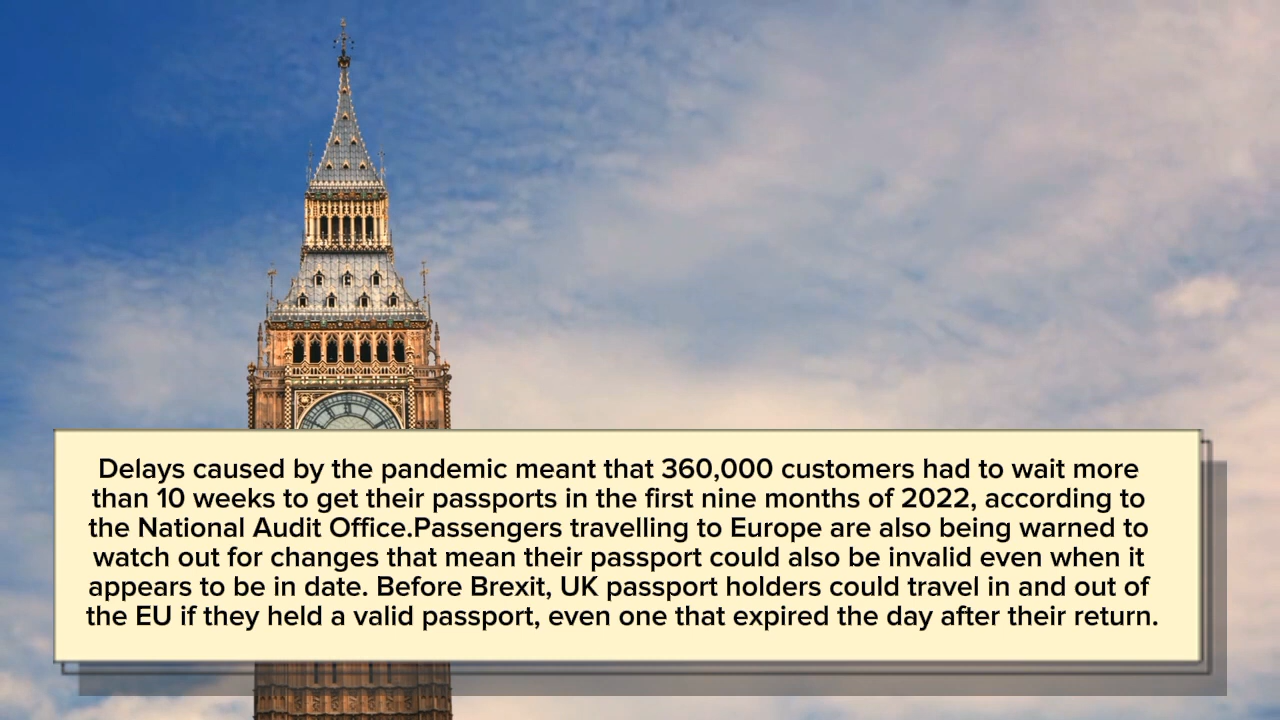 Delays caused by the pandemic meant that 360,000 customers had to wait more
than 10 weeks to get their passports in the first nine months of 2022, according to
the National Audit Office.Passengers travelling to Europe are also being warned to
watch out for changes that mean their passport could also be invalid even when it
appears to be in date. Before Brexit, UK passport holders could travel in and out of
the EU if they held a valid passport, even one that expired the day after their return.